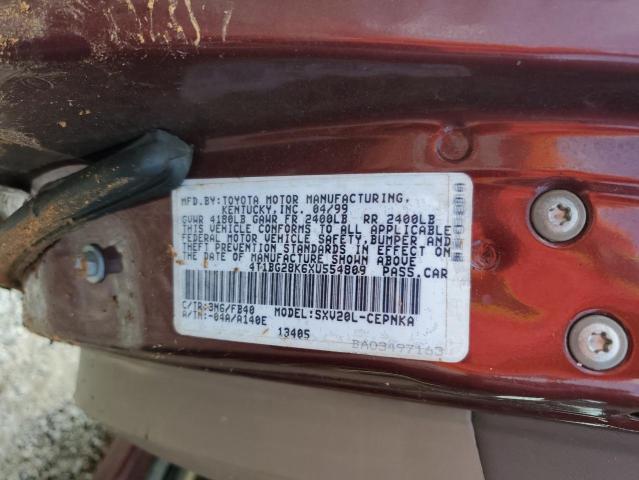 MFD.BY:TOYOTA MOTOR MANUFACTURING,
KENTUCKY,INC. 04/99
GVWR 4180LB GAWR FR 2400LB RR 2400LB
THIS VEHICLE CONFORMS TO ALL APPLICABLE
FEDERAL MOTOR VEHICLE SAFETY, BUMPER AND
THEFT PREVENTION STANDARDS IN EFFECT ON
THE DATE OF MANUFACTURE SHOWN ABOVE
4T1BG28K6XU554809 PASS.CAR
C/TR:3M6/FB40
A/TM:-04A/A140E MODEL:SXV20L-CEPNKA
13405
BA03497163